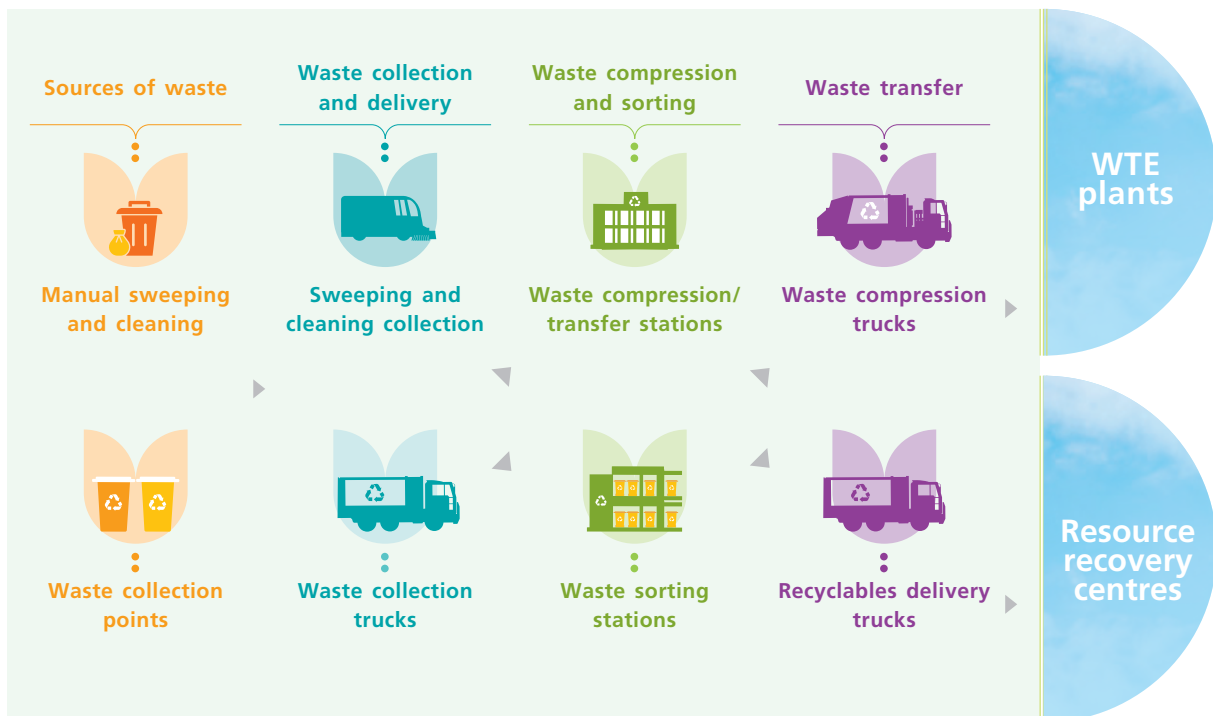 Sources of waste
Waste collection
and delivery
Waste compression
and sorting
Waste transfer
WTE
plants
Manual sweeping
and cleaning
Sweeping and
cleaning collection
Waste compression/
transfer stations
Waste compression
trucks
Waste collection
points
Waste collection
trucks
Waste sorting
stations
Recyclables delivery
trucks
Resource
recovery
centres